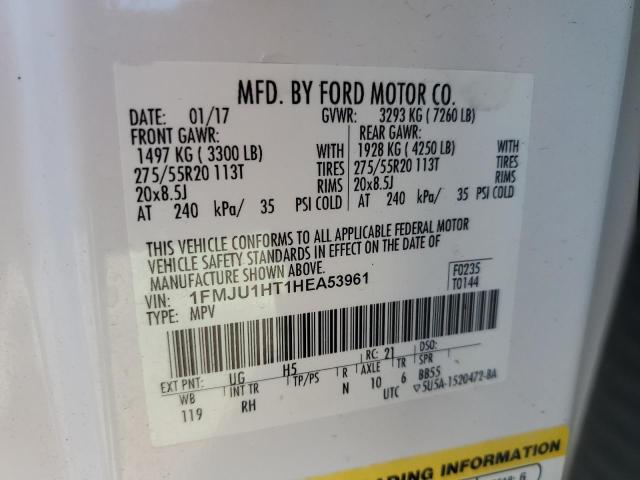 MFD. BY FORD MOTOR CO.
DATE: 01/17 GVWR: 3293 KG ( 7260 LB)
FRONT GAWR: REAR GAWR:
1497 KG ( 3300 LB) WITH 1928 KG ( 4250 LB) WITH
275/55R20 113T TIRES 275/55R20 113T TIRES
20x8.5J RIMS 20x8.5J RIMS
AT 240 kPa/ 35 PSI COLD AT 240 kPa/ 35 PSI COLD
THIS VEHICLE CONFORMS TO ALL APPLICABLE FEDERAL MOTOR
VEHICLE SAFETY STANDARDS IN EFFECT ON THE DATE OF
MANUFACTURE SHOWN ABOVE.
VIN: 1FMJU1HT1HEA53961 F0235
TYPE: MPV T0144
EXT PNT: UG H5 RC: 21 DSO:
WB INT TR TP/PS R AXLE TR SPR
119 RH N 10 6 BB55
UTC ▽5U5A-1520472-BA
ADING INFORMATION